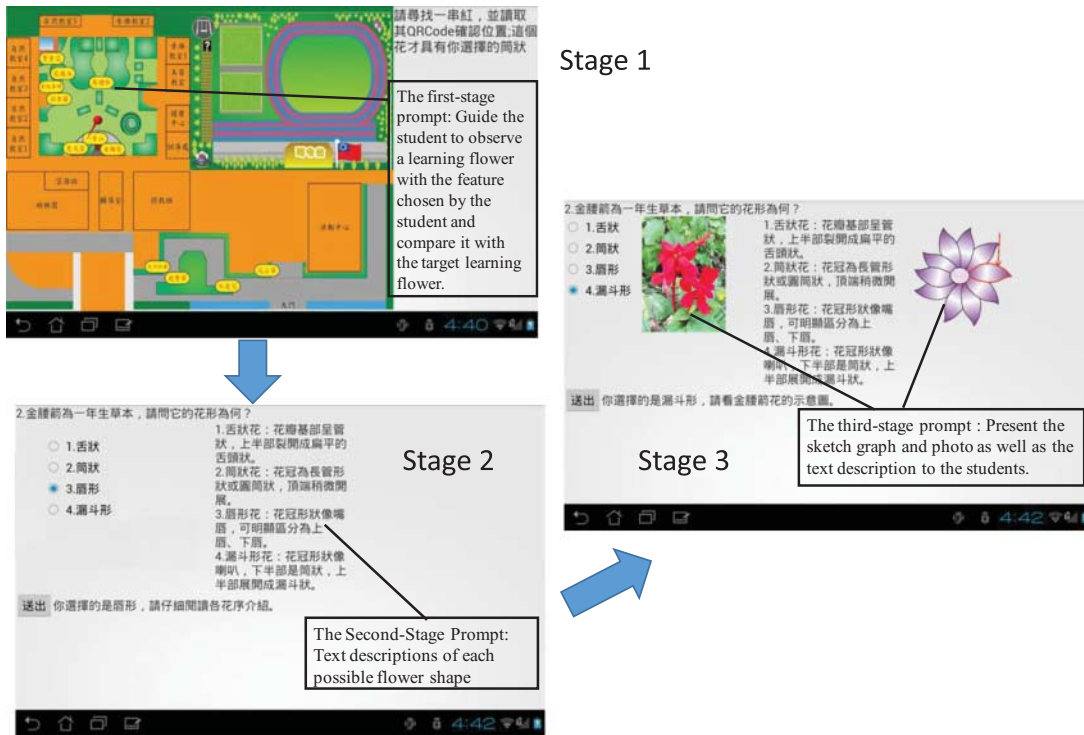 請尋找一串紅，並讀取
其QRCode確認位置;這個
花才具有你選擇的筒狀
Stage 1
The first-stage
prompt: Guide the
student to observe
a learning flower
with the feature
chosen by the
student and
compare it with
the target learning
flower.
4:40
2.金腰箭為一年生草本，請問它的花形為何？
1.舌狀
2.筒狀
3.唇形
4.漏斗形
1.舌狀花：花瓣基部呈管
狀，上半部裂開成扁平的
舌頭狀。
2.筒狀花：花冠為長管形
狀或圓筒狀，頂端稍微開
展。
3.唇形花：花冠形狀像嘴
唇，可明顯區分為上
唇、下唇。
4.漏斗形花：花冠形狀像
喇叭，下半部是筒狀，上
半部展開成漏斗狀。
送出 你選擇的是唇形，請仔細閱讀各花序介紹。
Stage 2
The Second-Stage Prompt:
Text descriptions of each
possible flower shape
4:42
2.金腰箭為一年生草本，請問它的花形為何？
1.舌狀
2.筒狀
3.唇形
4.漏斗形
1.舌狀花：花瓣基部呈管
狀，上半部裂開成扁平的
舌頭狀。
2.筒狀花：花冠為長管形
狀或圓筒狀，頂端稍微開
展。
3.唇形花：花冠形狀像嘴
唇，可明顯區分為上
唇、下唇。
4.漏斗形花：花冠形狀像
喇叭，下半部是筒狀，上
半部展開成漏斗狀。
送出 你選擇的是漏斗形，請看金腰箭花的示意圖。
Stage 3
The third-stage prompt : Present the
sketch graph and photo as well as the
text description to the students.
4:42